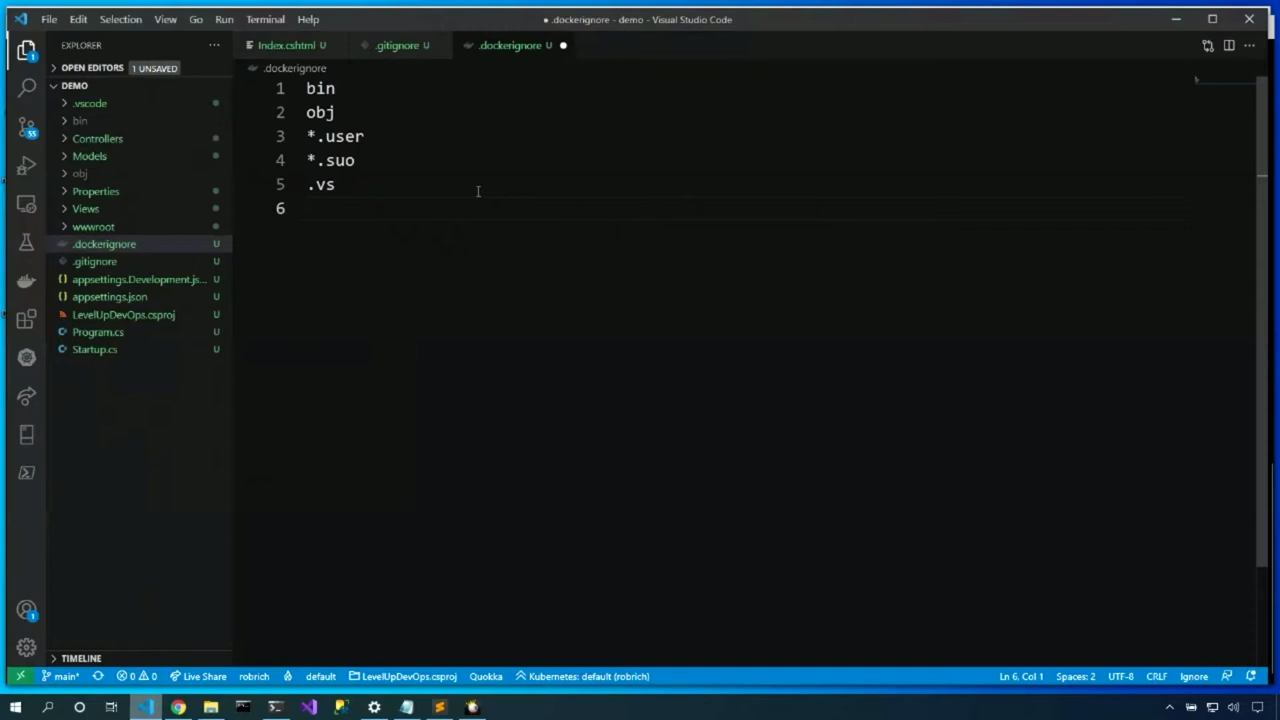 File Edit Selection View Go Run Terminal Help
● .dockerignore - demo - Visual Studio Code
EXPLORER
Index.cshtml U
.gitignore U
.dockerignore U
OPEN EDITORS 1 UNSAVED
.dockerignore
DEMO
.vscode
bin
Controllers
Models
obj
Properties
Views
wwwroot
.dockerignore U
.gitignore U
appsettings.Development.js... U
appsettings.json U
LevelUpDevOps.csproj U
Program.cs U
Startup.cs U
1 bin
2 obj
3 *.user
4 *.suo
5 .vs
6
1
55
1
TIMELINE
main* 0 0 Live Share robrich default LevelUpDevOps.csproj Quokka Kubernetes: default (robrich) Ln 6, Col 1 Spaces: 2 UTF-8 CRLF Ignore